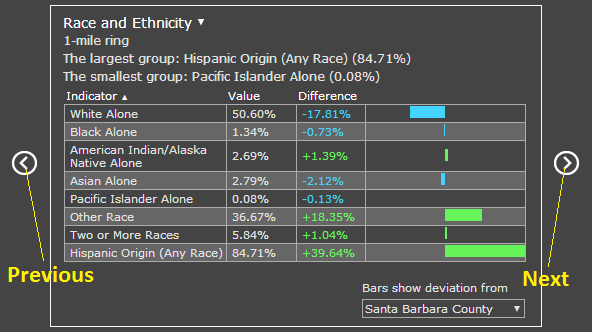 Race and Ethnicity ▼
1-mile ring
The largest group: Hispanic Origin (Any Race) (84.71%)
The smallest group: Pacific Islander Alone (0.08%)
Indicator ▲ Value Difference
White Alone 50.60% -17.81%
Black Alone 1.34% -0.73%
American Indian/Alaska
Native Alone 2.69% +1.39%
Asian Alone 2.79% -2.12%
Pacific Islander Alone 0.08% -0.13%
Other Race 36.67% +18.35%
Two or More Races 5.84% +1.04%
Hispanic Origin (Any Race) 84.71% +39.64%
Previous
Next
Bars show deviation from
Santa Barbara County ▼